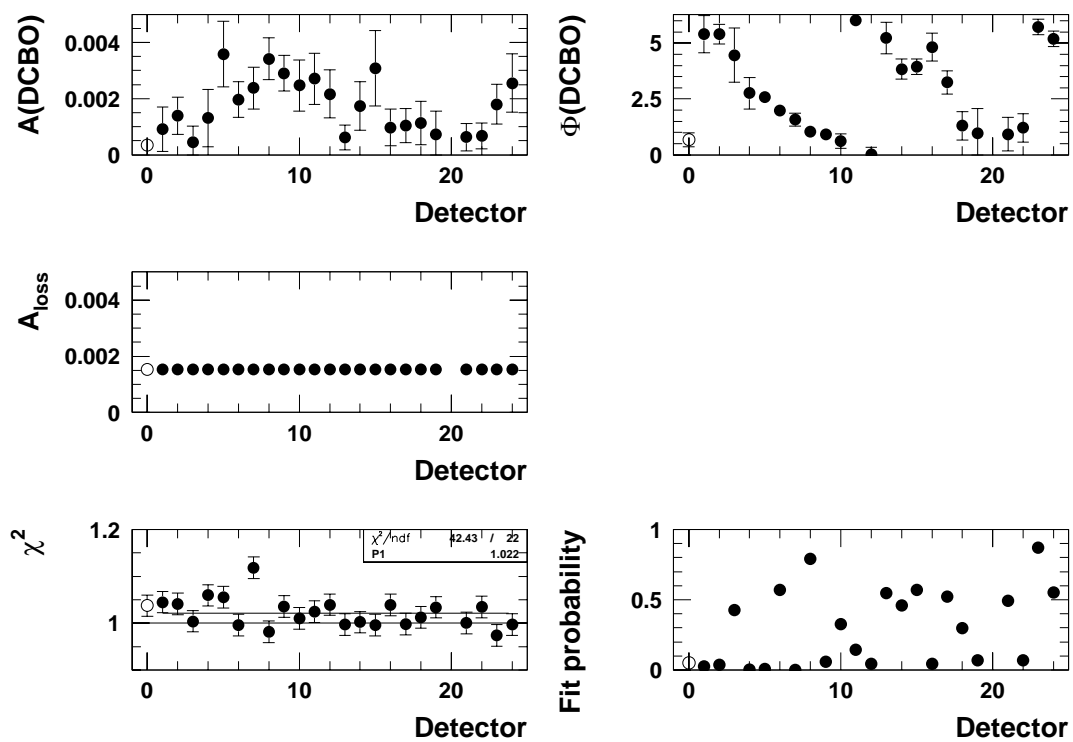 A(DCBO)
0.004
0.002
0
0 10 20
Detector
Φ(DCBO)
5
2.5
0
0 10 20
Detector
A_loss
0.004
0.002
0
0 10 20
Detector
χ²
1.2
1
χ²/ndf 42.43 / 22
P1 1.022
0 10 20
Detector
Fit probability
1
0.5
0
0 10 20
Detector